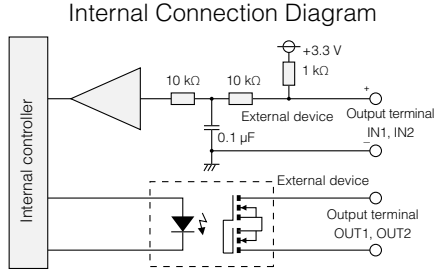 Internal Connection Diagram
+3.3 V
1 kΩ
10 kΩ
10 kΩ
External device
+
Output terminal
IN1, IN2
−
0.1 µF
Internal controller
External device
Output terminal
OUT1, OUT2